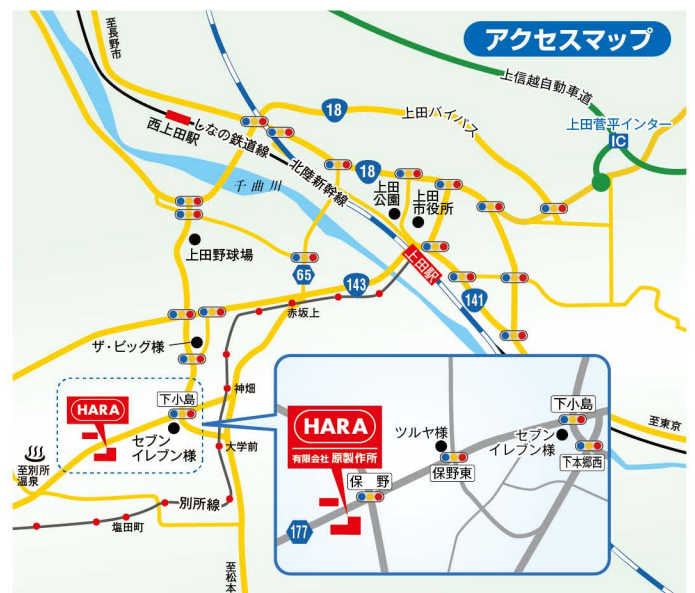 アクセスマップ
至長野市
18
上田バイパス
上信越自動車道
上田菅平インター
IC
西上田駅
しなの鉄道線
北陸新幹線
千曲川
18
上田
公園
上田
市役所
上田野球場
65
143
上田駅
141
赤坂上
ザ・ビッグ様
神畑
下小島
HARA
セブン
イレブン様
大学前
至別所
温泉
別所線
塩田町
至松本
至東京
HARA
有限会社 原製作所
ツルヤ様
保野東
保野
177
下小島
セブン
イレブン様
下本郷西